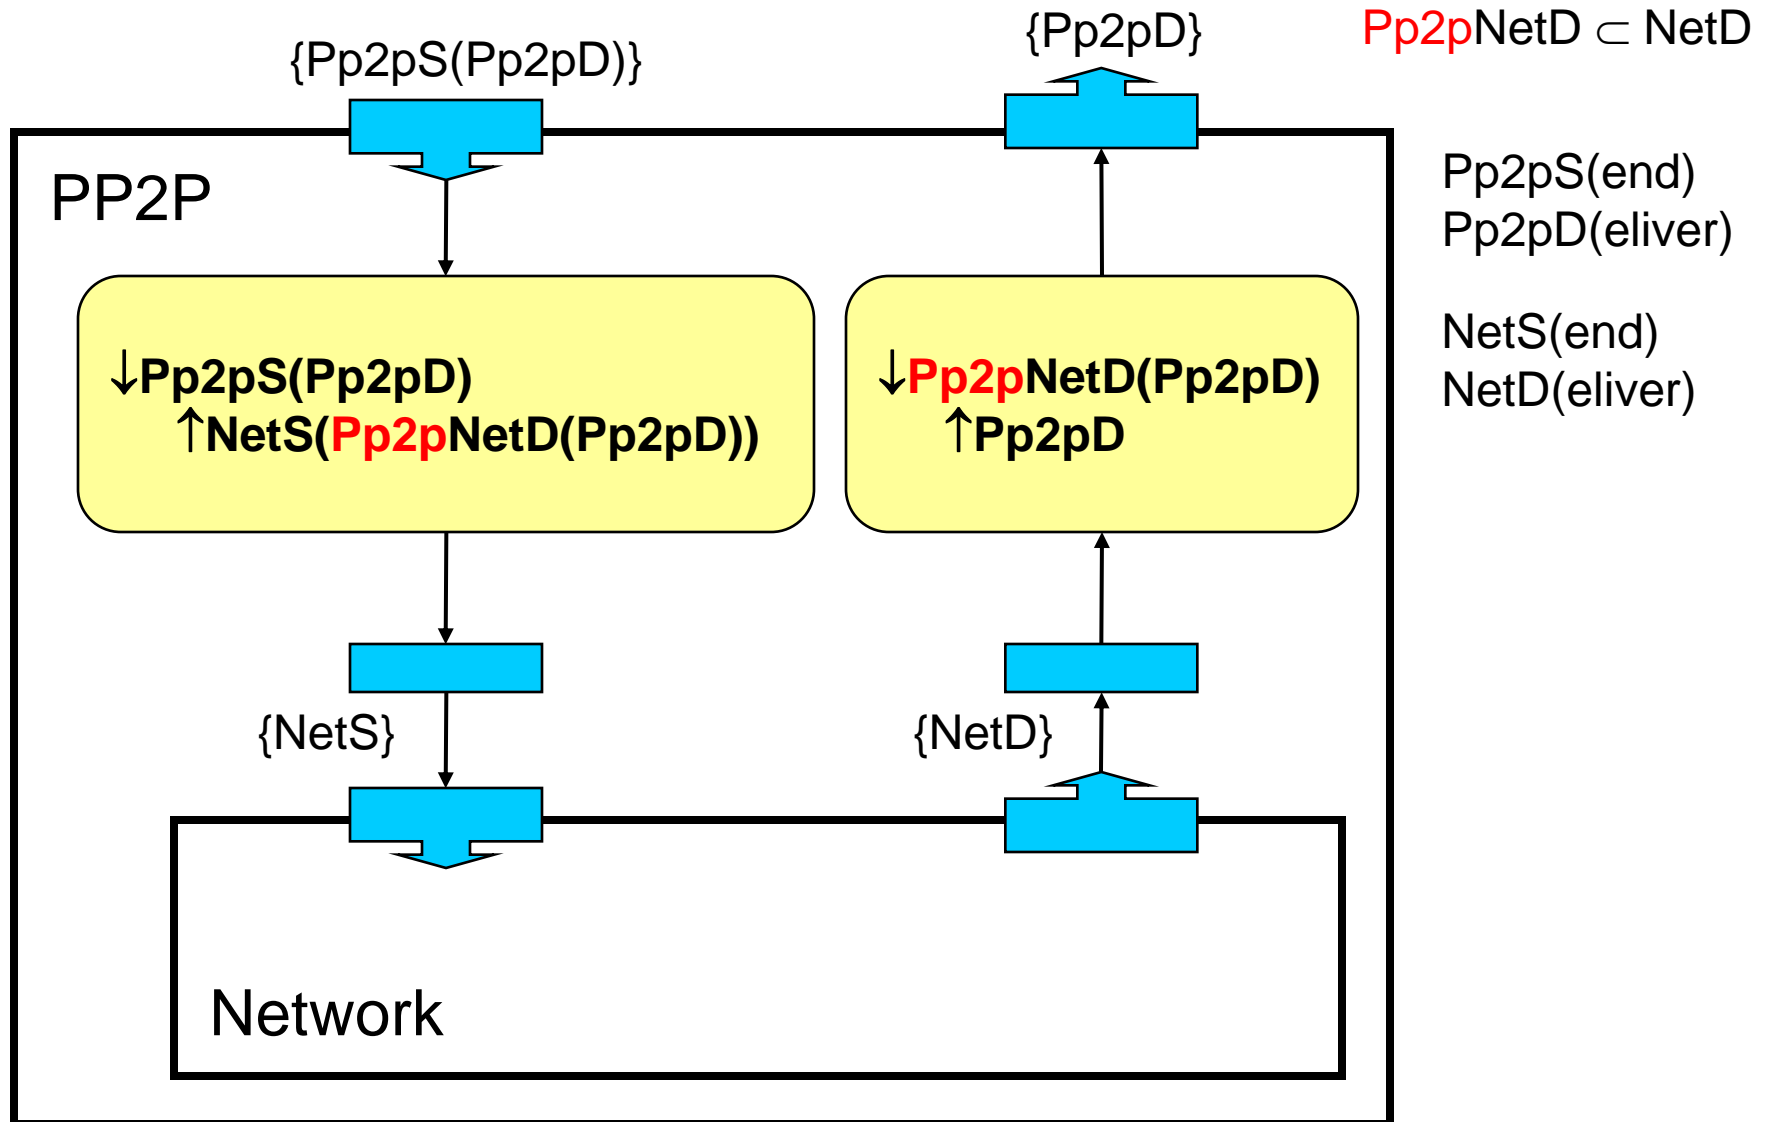 {Pp2pS(Pp2pD)}
{Pp2pD}
Pp2pNetD ⊂ NetD
PP2P
Pp2pS(end)
Pp2pD(eliver)
NetS(end)
NetD(eliver)
↓Pp2pS(Pp2pD)
↑NetS(Pp2pNetD(Pp2pD))
↓Pp2pNetD(Pp2pD)
↑Pp2pD
{NetS}
{NetD}
Network